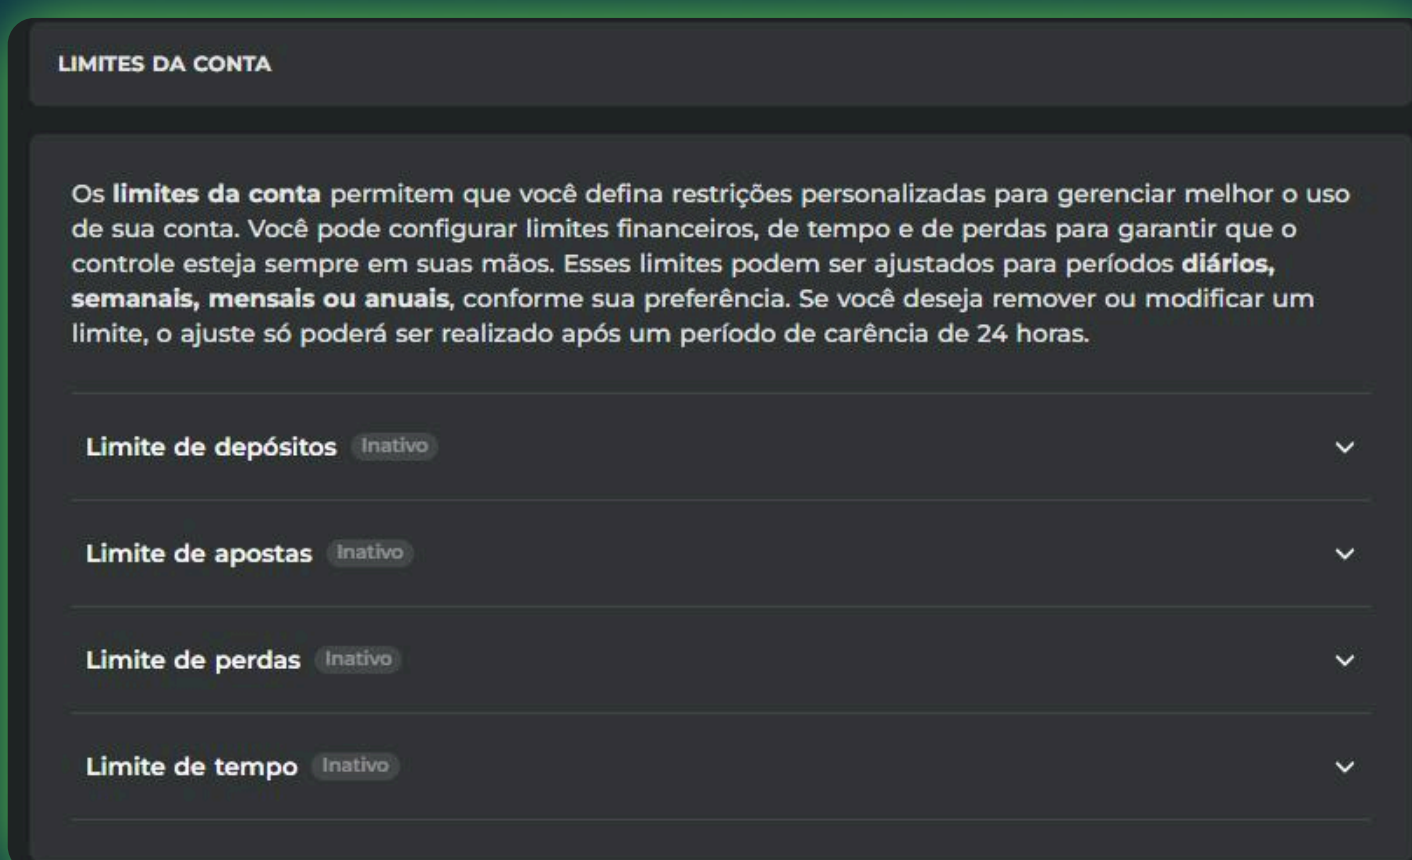 LIMITES DA CONTA
Os limites da conta permitem que você defina restrições personalizadas para gerenciar melhor o uso
de sua conta. Você pode configurar limites financeiros, de tempo e de perdas para garantir que o
controle esteja sempre em suas mãos. Esses limites podem ser ajustados para períodos diários,
semanais, mensais ou anuais, conforme sua preferência. Se você deseja remover ou modificar um
limite, o ajuste só poderá ser realizado após um período de carência de 24 horas.
Limite de depósitos Inativo
Limite de apostas Inativo
Limite de perdas Inativo
Limite de tempo Inativo